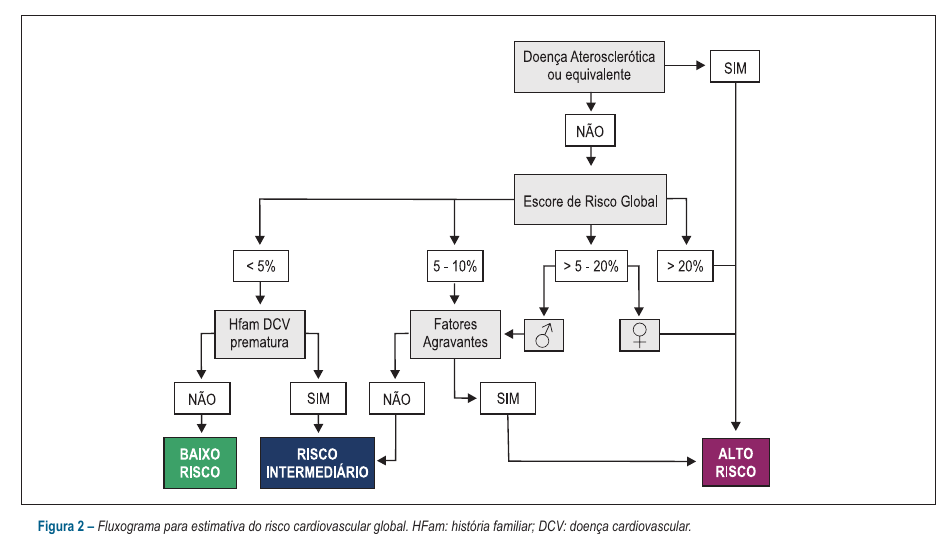 Doença Aterosclerótica
ou equivalente
SIM
NÃO
Escore de Risco Global
< 5%
5 - 10%
> 5 - 20%
> 20%
Hfam DCV
prematura
Fatores
Agravantes
♂
♀
NÃO
SIM
NÃO
SIM
BAIXO
RISCO
RISCO
INTERMEDIÁRIO
ALTO
RISCO
Figura 2 – Fluxograma para estimativa do risco cardiovascular global. HFam: história familiar; DCV: doença cardiovascular.